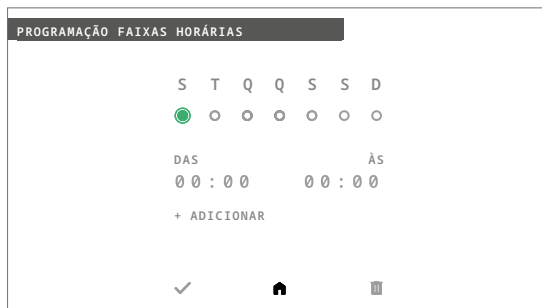 PROGRAMAÇÃO FAIXAS HORÁRIAS
S T Q Q S S D
DAS ÀS
00:00 00:00
+ ADICIONAR